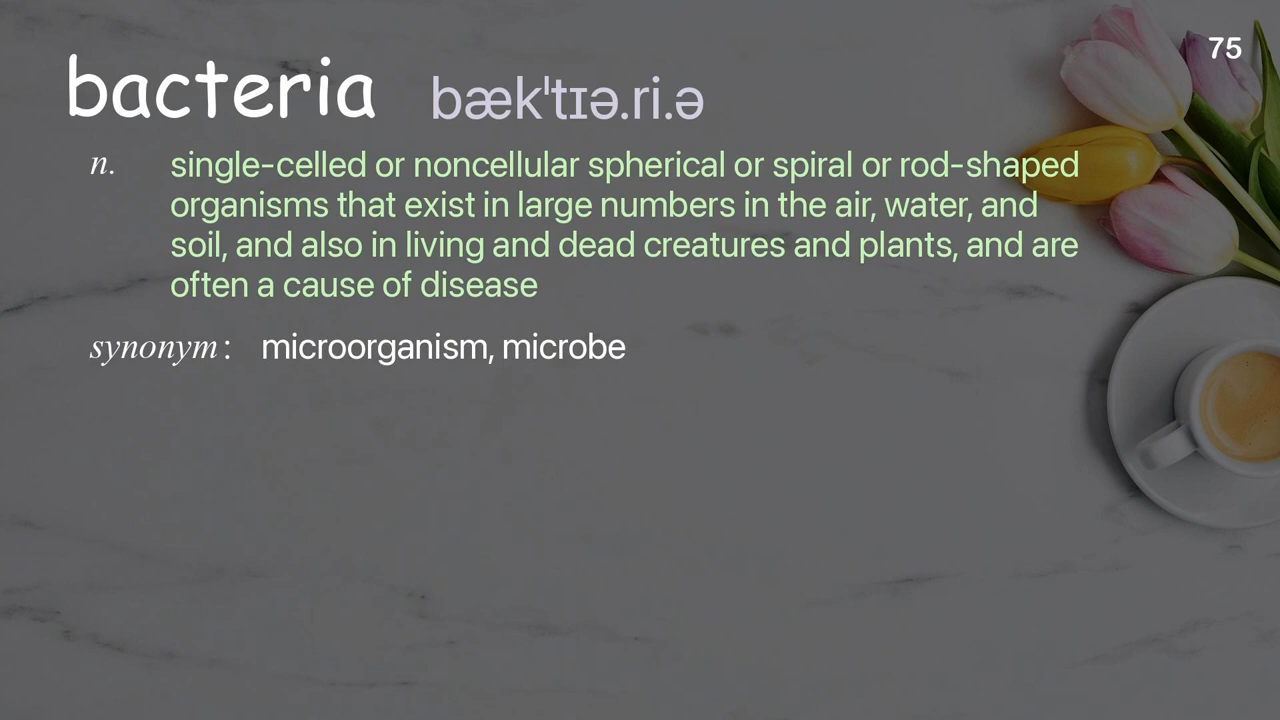 75
bacteria bækˈtɪə.ri.ə
n. single-celled or noncellular spherical or spiral or rod-shaped
organisms that exist in large numbers in the air, water, and
soil, and also in living and dead creatures and plants, and are
often a cause of disease
synonym: microorganism, microbe